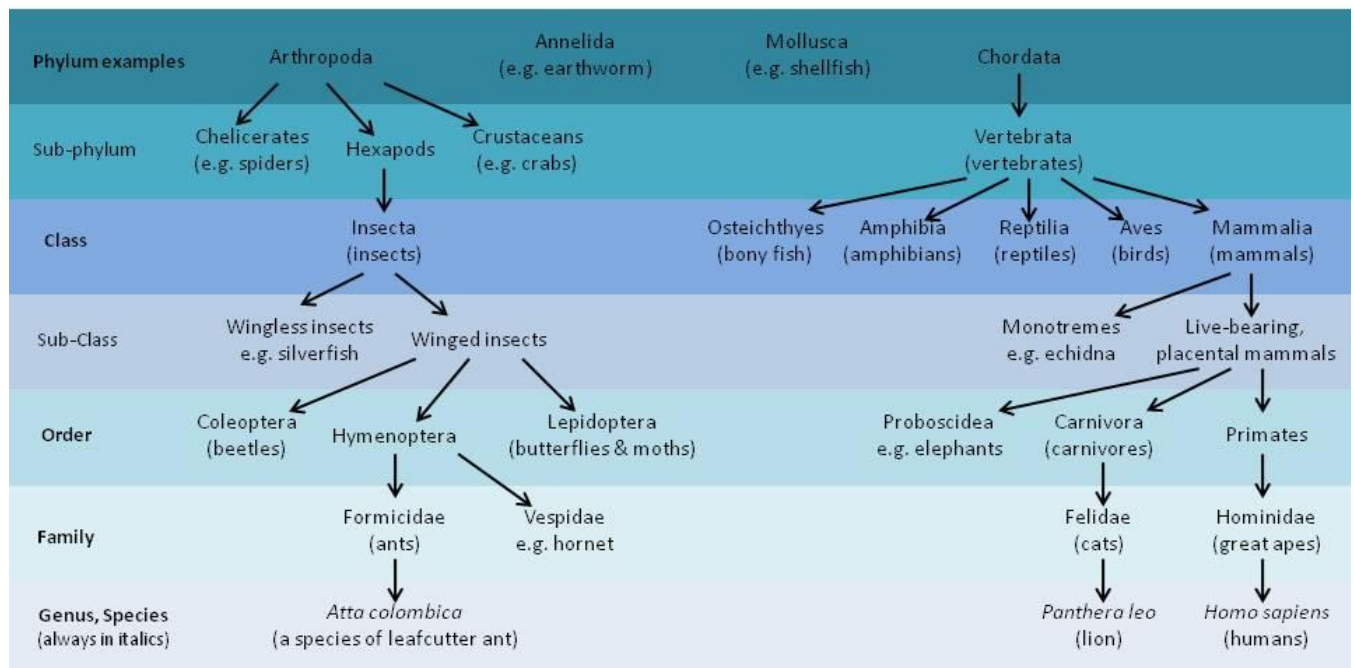 Phylum examples
Arthropoda
Annelida
(e.g. earthworm)
Mollusca
(e.g. shellfish)
Chordata
Sub-phylum
Chelicerates
(e.g. spiders)
Hexapods
Crustaceans
(e.g. crabs)
Vertebrata
(vertebrates)
Class
Insecta
(insects)
Osteichthyes
(bony fish)
Amphibia
(amphibians)
Reptilia
(reptiles)
Aves
(birds)
Mammalia
(mammals)
Sub-Class
Wingless insects
e.g. silverfish
Winged insects
Monotremes
e.g. echidna
Live-bearing,
placental mammals
Order
Coleoptera
(beetles)
Hymenoptera
Lepidoptera
(butterflies & moths)
Proboscidea
e.g. elephants
Carnivora
(carnivores)
Primates
Family
Formicidae
(ants)
Vespidae
e.g. hornet
Felidae
(cats)
Hominidae
(great apes)
Genus, Species
(always in italics)
Atta colombica
(a species of leafcutter ant)
Panthera leo
(lion)
Homo sapiens
(humans)